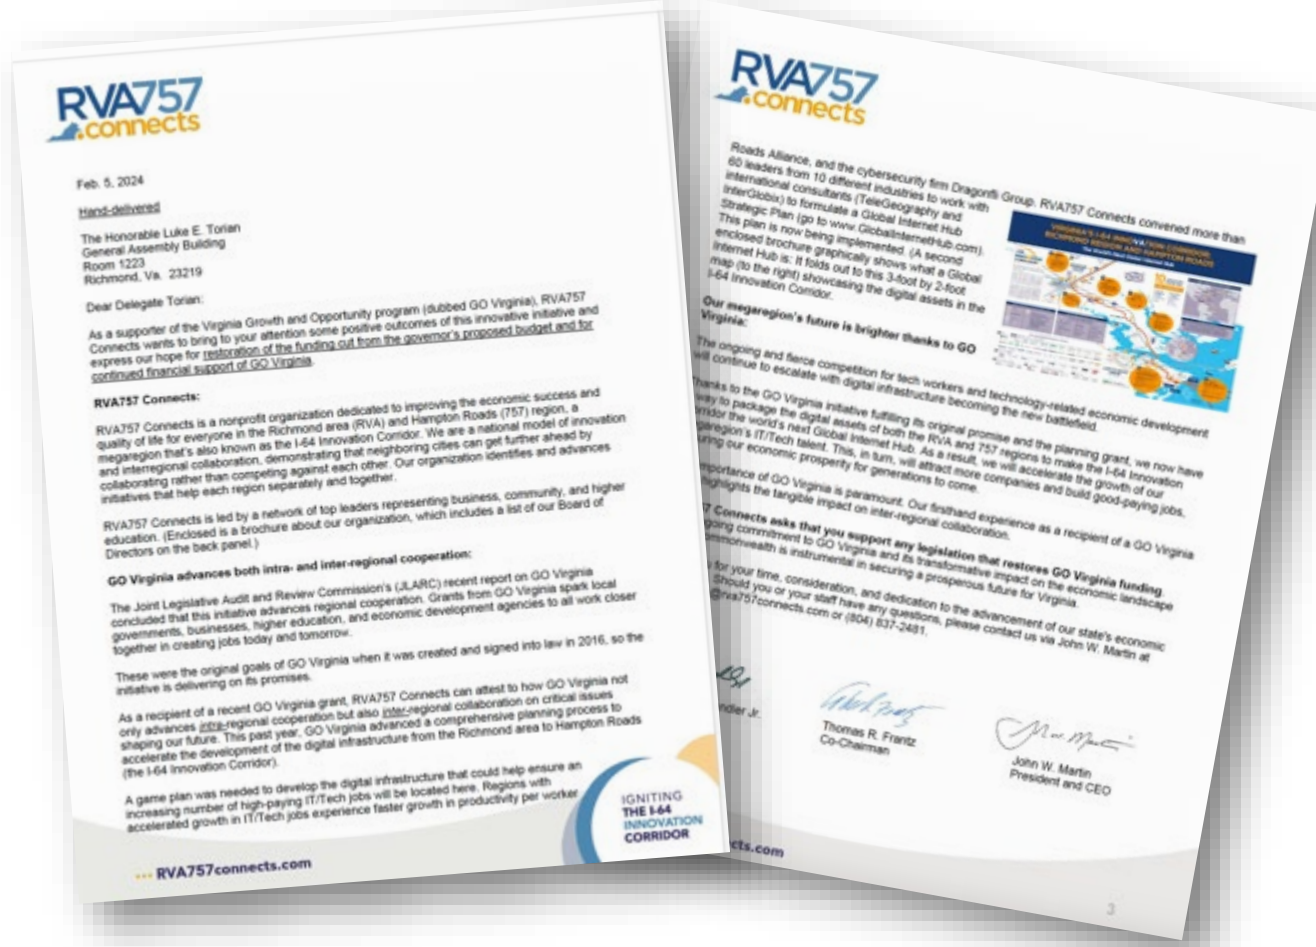 RVA757
connects
Feb. 5, 2024
Hand-delivered
The Honorable Luke E. Torian
General Assembly Building
Room 1223
Richmond, Va. 23219
Dear Delegate Torian:
As a supporter of the Virginia Growth and Opportunity program (dubbed GO Virginia), RVA757
Connects wants to bring to your attention some positive outcomes of this innovative initiative and
express our hope for restoration of the funding cut from the governor's proposed budget and for
continued financial support of GO Virginia.
RVA757 Connects:
RVA757 Connects is a nonprofit organization dedicated to improving the economic success and
quality of life for everyone in the Richmond area (RVA) and Hampton Roads (757) region, a
megaregion that's also known as the I-64 Innovation Corridor. We are a national model of innovation
and interregional collaboration, demonstrating that neighboring cities can get further ahead by
collaborating rather than competing against each other. Our organization identifies and advances
initiatives that help each region separately and together.
RVA757 Connects is led by a network of top leaders representing business, community, and higher
education. (Enclosed is a brochure about our organization, which includes a list of our Board of
Directors on the back panel.)
GO Virginia advances both intra- and inter-regional cooperation:
The Joint Legislative Audit and Review Commission's (JLARC) recent report on GO Virginia
concluded that this initiative advances regional cooperation. Grants from GO Virginia spark local
governments, businesses, higher education, and economic development agencies to all work closer
together in creating jobs today and tomorrow.
These were the original goals of GO Virginia when it was created and signed into law in 2016, so the
initiative is delivering on its promises.
As a recipient of a recent GO Virginia grant, RVA757 Connects can attest to how GO Virginia not
only advances intra-regional cooperation but also inter-regional collaboration on critical issues
shaping our future. This past year, GO Virginia advanced a comprehensive planning process to
accelerate the development of the digital infrastructure from the Richmond area to Hampton Roads
(the I-64 Innovation Corridor).
A game plan was needed to develop the digital infrastructure that could help ensure an
increasing number of high-paying IT/Tech jobs will be located here. Regions with
accelerated growth in IT/Tech jobs experience faster growth in productivity per worker
IGNITING
THE I-64
INNOVATION
CORRIDOR
RVA757connects.com
RVA757
connects
Roads Alliance, and the cybersecurity firm Dragonfli Group. RVA757 Connects convened more than
60 leaders from 10 different industries to work with
international consultants (TeleGeography and
InterGlobix) to formulate a Global Internet Hub
Strategic Plan (go to www.GlobalInternetHub.com).
This plan is now being implemented. (A second
enclosed brochure graphically shows what a Global
Internet Hub is: It folds out to this 3-foot by 2-foot
map (to the right) showcasing the digital assets in the
I-64 Innovation Corridor.
VIRGINIA'S I-64 INNOVATION CORRIDOR:
RICHMOND REGION AND HAMPTON ROADS
Our megaregion's future is brighter thanks to GO
Virginia:
The ongoing and fierce competition for tech workers and technology-related economic development
will continue to escalate with digital infrastructure becoming the new battlefield.
Thanks to the GO Virginia initiative fulfilling its original promise and the planning grant, we now have
way to package the digital assets of both the RVA and 757 regions to make the I-64 Innovation
rridor the world's next Global Internet Hub. As a result, we will accelerate the growth of our
garegion's IT/Tech talent. This, in turn, will attract more companies and build good-paying jobs,
uring our economic prosperity for generations to come.
mportance of GO Virginia is paramount. Our firsthand experience as a recipient of a GO Virginia
highlights the tangible impact on inter-regional collaboration.
7 Connects asks that you support any legislation that restores GO Virginia funding.
going commitment to GO Virginia and its transformative impact on the economic landscape
ommonwealth is instrumental in securing a prosperous future for Virginia.
for your time, consideration, and dedication to the advancement of our state's economic
Should you or your staff have any questions, please contact us via John W. Martin at
@rva757connects.com or (804) 837-2481.
ndler Jr.
Thomas R. Frantz
Co-Chairman
John W. Martin
President and CEO
cts.com
3